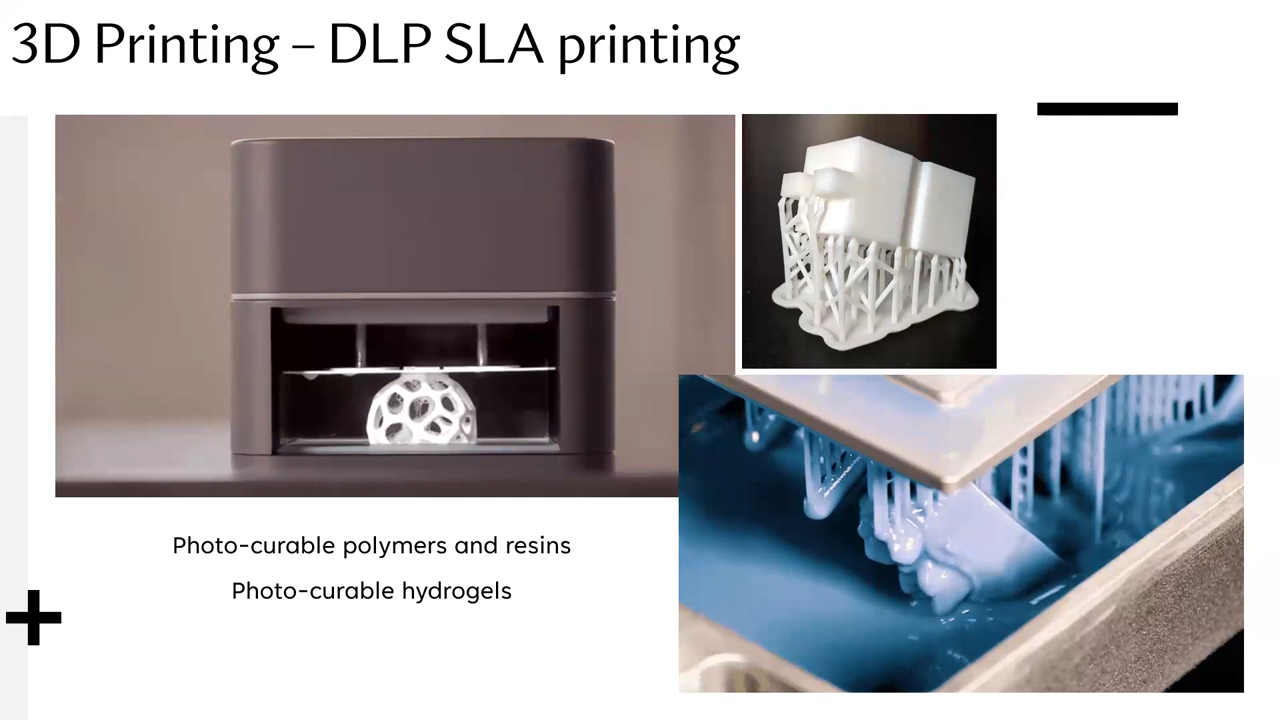 3D Printing – DLP SLA printing
Photo-curable polymers and resins
Photo-curable hydrogels